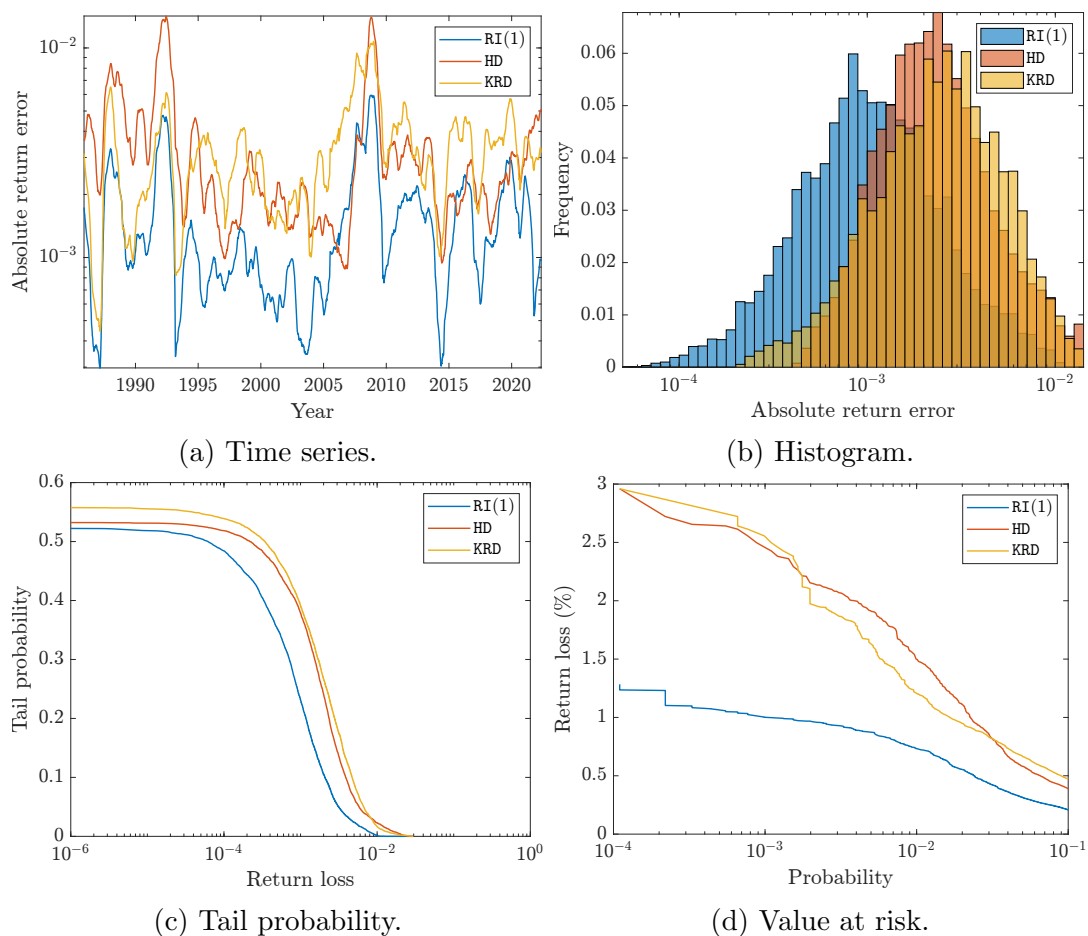 10⁻²
10⁻³
Absolute return error
1990 1995 2000 2005 2010 2015 2020
Year
RI(1)
HD
KRD
(a) Time series.
0.06
0.05
0.04
0.03
0.02
0.01
0
Frequency
10⁻⁴ 10⁻³ 10⁻²
Absolute return error
RI(1)
HD
KRD
(b) Histogram.
0.6
0.5
0.4
0.3
0.2
0.1
0
Tail probability
10⁻⁶ 10⁻⁴ 10⁻² 10⁰
Return loss
RI(1)
HD
KRD
(c) Tail probability.
3
2.5
2
1.5
1
0.5
0
Return loss (%)
10⁻⁴ 10⁻³ 10⁻² 10⁻¹
Probability
RI(1)
HD
KRD
(d) Value at risk.